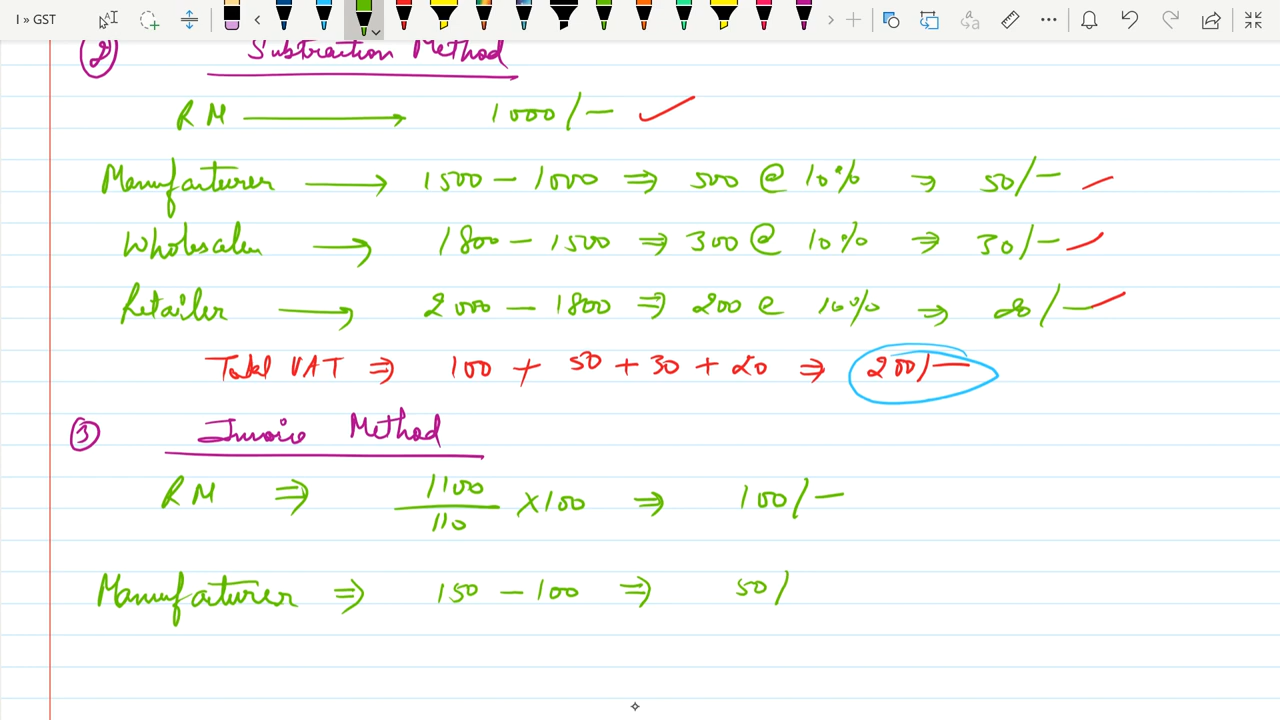 I » GST
② Subtraction Method
RM → 1000/- ✓
Manufacturer → 1500 - 1000 ⇒ 500 @ 10% ⇒ 50/-
Wholesaler → 1800 - 1500 ⇒ 300 @ 10% ⇒ 30/-
Retailer → 2000 - 1800 ⇒ 200 @ 10% ⇒ 20/-
Total VAT ⇒ 100 + 50 + 30 + 20 ⇒ 200/-
③ Invoice Method
RM ⇒ 1100/110 × 100 ⇒ 100/-
Manufacturer ⇒ 150 - 100 ⇒ 50/